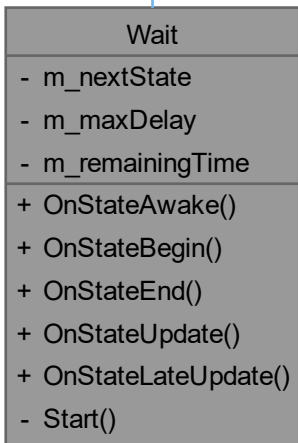 Wait
- m_nextState
- m_maxDelay
- m_remainingTime
+ OnStateAwake()
+ OnStateBegin()
+ OnStateEnd()
+ OnStateUpdate()
+ OnStateLateUpdate()
- Start()